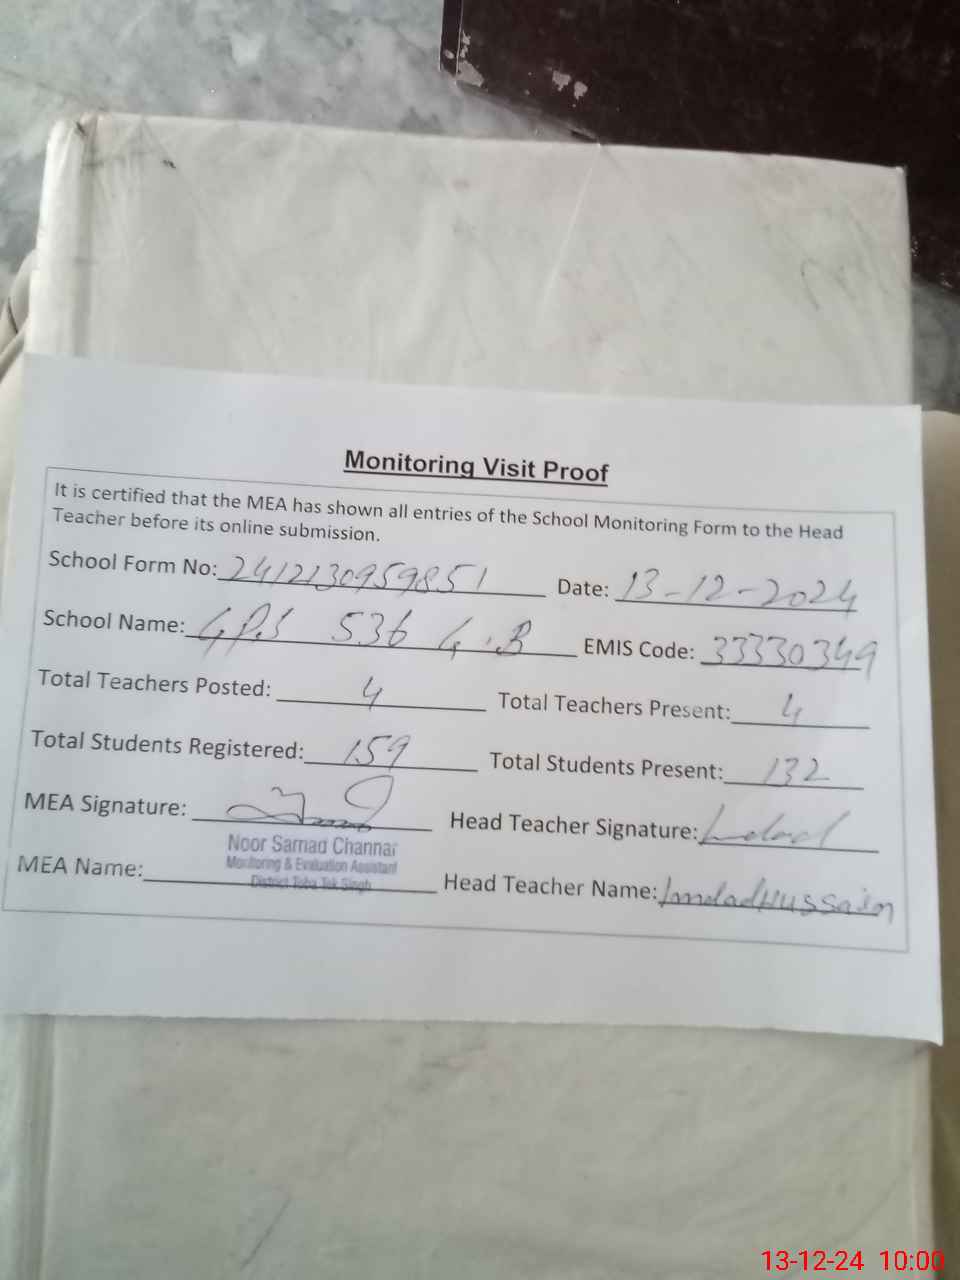 Monitoring Visit Proof
It is certified that the MEA has shown all entries of the School Monitoring Form to the Head
Teacher before its online submission.
School Form No: 2412130959851 Date: 13-12-2024
School Name: GPS 536 G.B EMIS Code: 33330349
Total Teachers Posted: 4 Total Teachers Present: 4
Total Students Registered: 159 Total Students Present: 132
MEA Signature: Head Teacher Signature: Imdad
Noor Samad Channar
Monitoring & Evaluation Assistant
District Toba Tek Singh
MEA Name: Head Teacher Name: Imdad Hussain
13-12-24 10:00